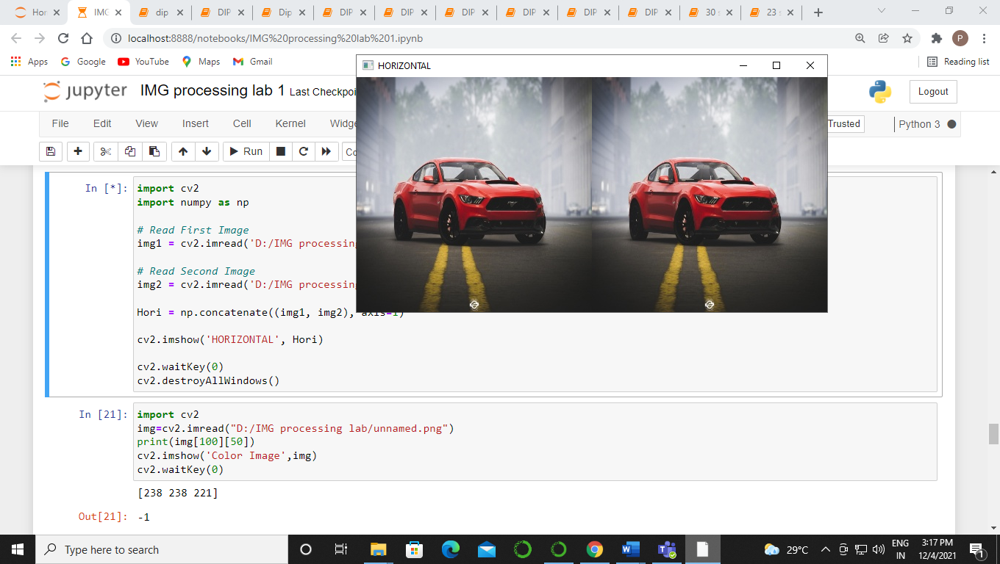 Hor
IMG
dip
DIP
Dip
DIP
DIP
DIP
DIP
DIP
DIP
30 s
23 s
localhost:8888/notebooks/IMG%20processing%20lab%201.ipynb
P
Apps
Google
YouTube
Maps
Gmail
Reading list
HORIZONTAL
jupyter
IMG processing lab 1 Last Checkpoi
Logout
File Edit View Insert Cell Kernel Widge
Trusted
Python 3
Run
Co
In [*]:
import cv2
import numpy as np
# Read First Image
img1 = cv2.imread('D:/IMG processing
# Read Second Image
img2 = cv2.imread('D:/IMG processing
Hori = np.concatenate((img1, img2), axis=1)
cv2.imshow('HORIZONTAL', Hori)
cv2.waitKey(0)
cv2.destroyAllWindows()
In [21]:
import cv2
img=cv2.imread("D:/IMG processing lab/unnamed.png")
print(img[100][50])
cv2.imshow('Color Image',img)
cv2.waitKey(0)
[238 238 221]
Out[21]: -1
Type here to search
29°C
ENG
IN
3:17 PM
12/4/2021
1